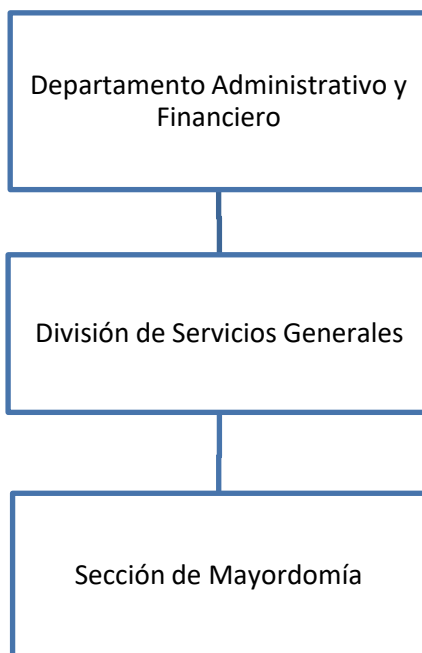 Departamento Administrativo y
Financiero
División de Servicios Generales
Sección de Mayordomía